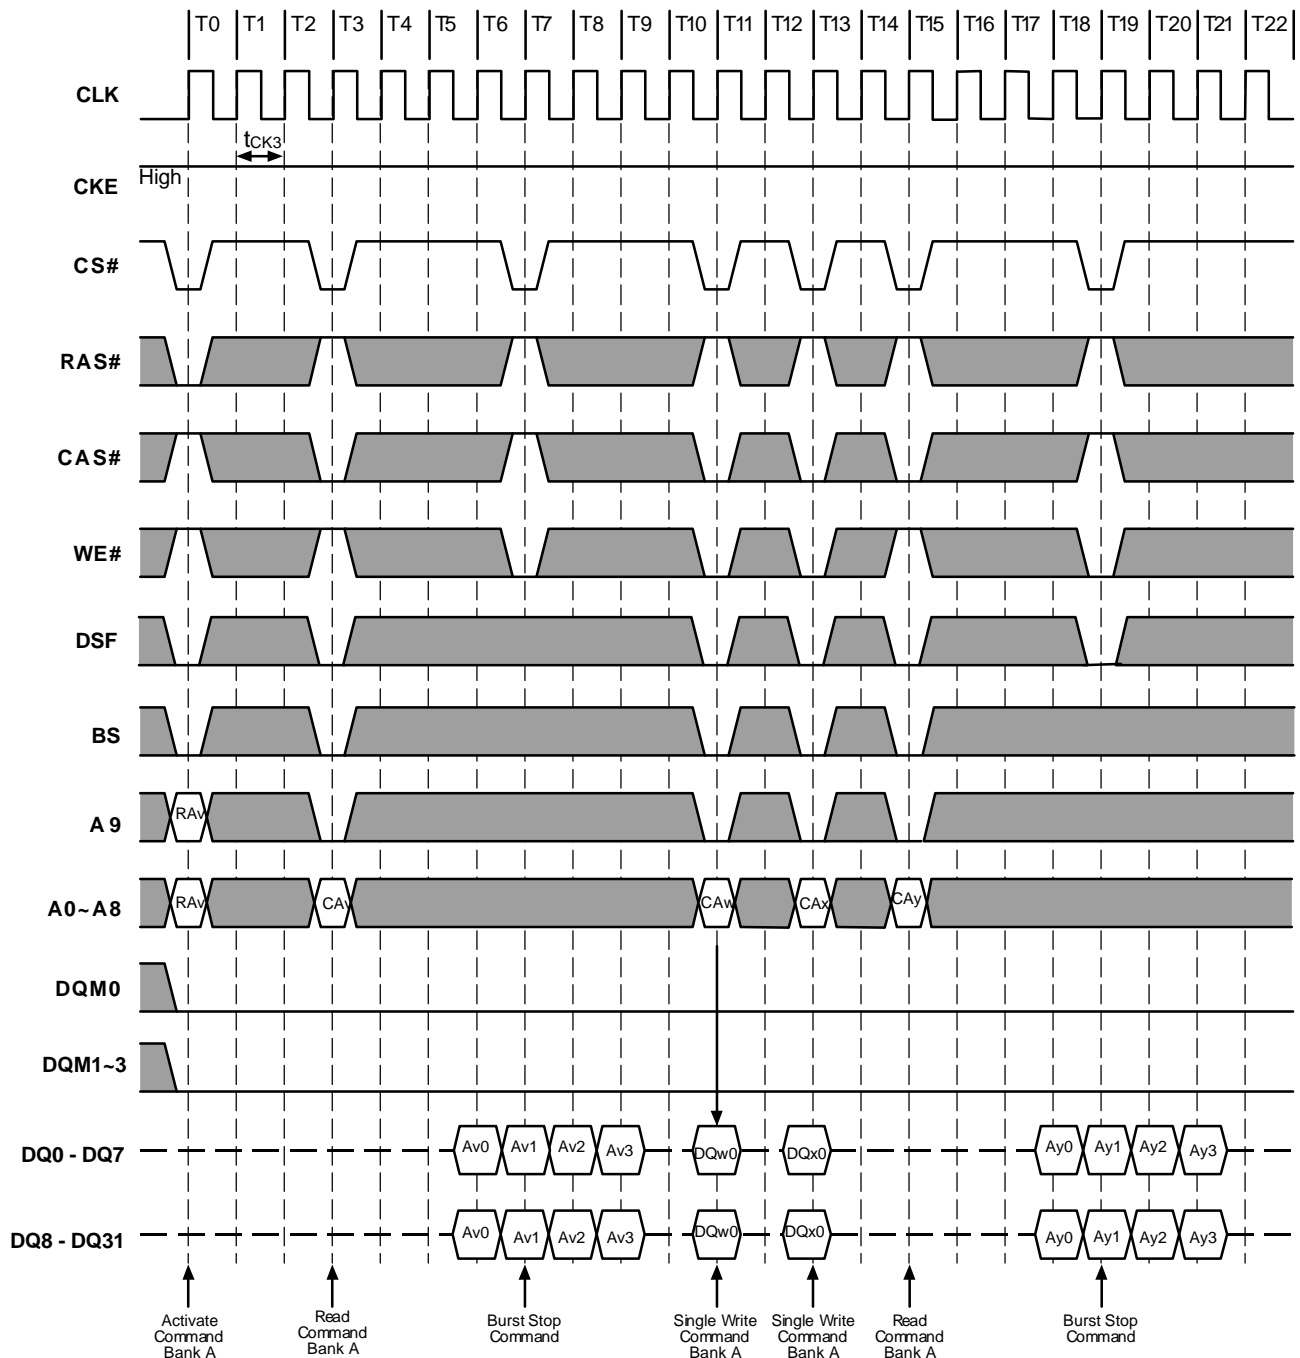 T0 T1 T2 T3 T4 T5 T6 T7 T8 T9 T10 T11 T12 T13 T14 T15 T16 T17 T18 T19 T20 T21 T22
CLK
tCK3
High
CKE
CS#
RAS#
CAS#
WE#
DSF
BS
RAv
A9
RAv CAv CAw CAx CAy
A0~A8
DQM0
DQM1~3
Av0 Av1 Av2 Av3 DQw0 DQx0 Ay0 Ay1 Ay2 Ay3
DQ0 - DQ7
Av0 Av1 Av2 Av3 DQw0 DQx0 Ay0 Ay1 Ay2 Ay3
DQ8 - DQ31
Activate
Command
Bank A
Read
Command
Bank A
Burst Stop
Command
Single Write
Command
Bank A
Single Write
Command
Bank A
Read
Command
Bank A
Burst Stop
Command